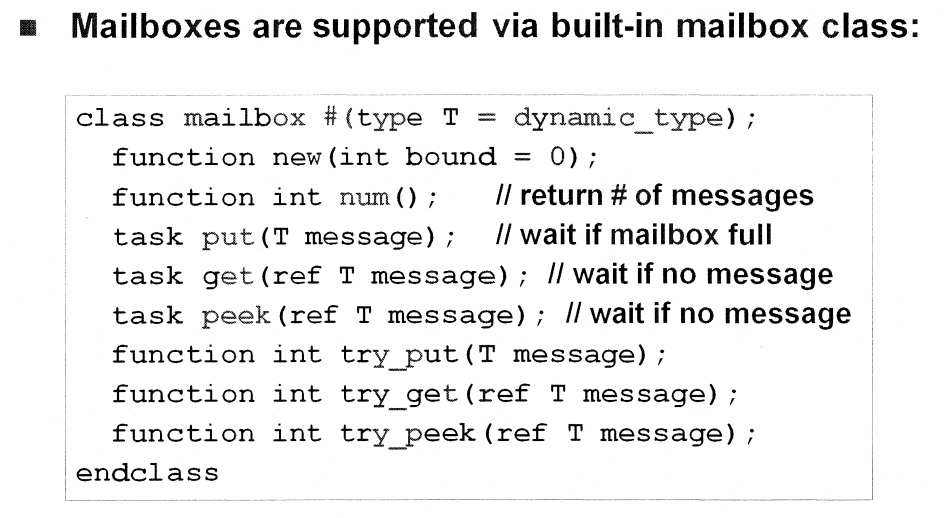 Mailboxes are supported via built-in mailbox class:
class mailbox #(type T = dynamic_type);
function new(int bound = 0);
function int num(); // return # of messages
task put(T message); // wait if mailbox full
task get(ref T message); // wait if no message
task peek(ref T message); // wait if no message
function int try_put(T message);
function int try_get(ref T message);
function int try_peek(ref T message);
endclass